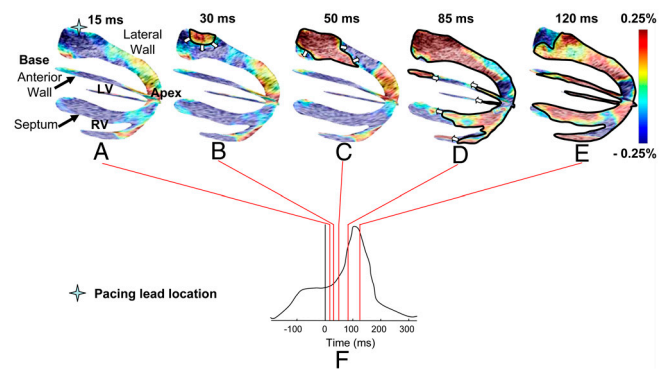 15 ms
30 ms
50 ms
85 ms
120 ms
0.25%
Lateral
Wall
Base
Anterior
Wall
LV
Apex
Septum
RV
- 0.25%
A
B
C
D
E
Pacing lead location
-100
0
100
200
300
Time (ms)
F